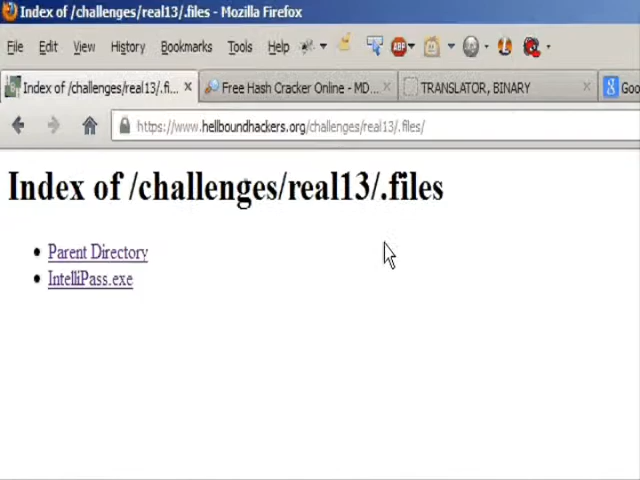 Index of /challenges/real13/.files - Mozilla Firefox
File Edit View History Bookmarks Tools Help
Index of /challenges/real13/.fi... × Free Hash Cracker Online - MD... × TRANSLATOR, BINARY × Goo
https://www.hellboundhackers.org/challenges/real13/.files/
Index of /challenges/real13/.files
Parent Directory
IntelliPass.exe